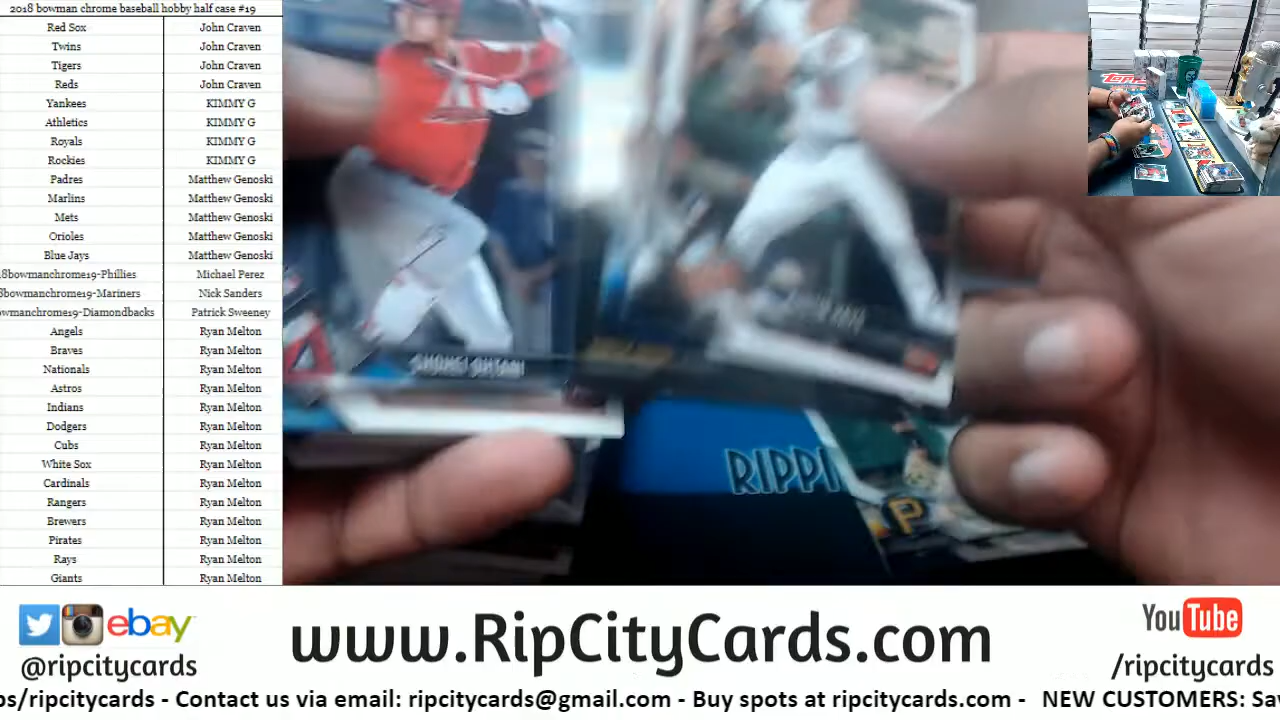 2018 bowman chrome baseball hobby half case #19
Red Sox John Craven
Twins John Craven
Tigers John Craven
Reds John Craven
Yankees KIMMY G
Athletics KIMMY G
Royals KIMMY G
Rockies KIMMY G
Padres Matthew Genoski
Marlins Matthew Genoski
Mets Matthew Genoski
Orioles Matthew Genoski
Blue Jays Matthew Genoski
8bowmanchrome19-Phillies Michael Perez
8bowmanchrome19-Mariners Nick Sanders
owmanchrome19-Diamondbacks Patrick Sweeney
Angels Ryan Melton
Braves Ryan Melton
Nationals Ryan Melton
Astros Ryan Melton
Indians Ryan Melton
Dodgers Ryan Melton
Cubs Ryan Melton
White Sox Ryan Melton
Cardinals Ryan Melton
Rangers Ryan Melton
Brewers Ryan Melton
Pirates Ryan Melton
Rays Ryan Melton
Giants Ryan Melton
SHOHEI OHTANI
RIPPI
P
Topps
ebay
@ripcitycards
www.RipCityCards.com
YouTube
/ripcitycards
os/ripcitycards - Contact us via email: ripcitycards@gmail.com - Buy spots at ripcitycards.com - NEW CUSTOMERS: Sav